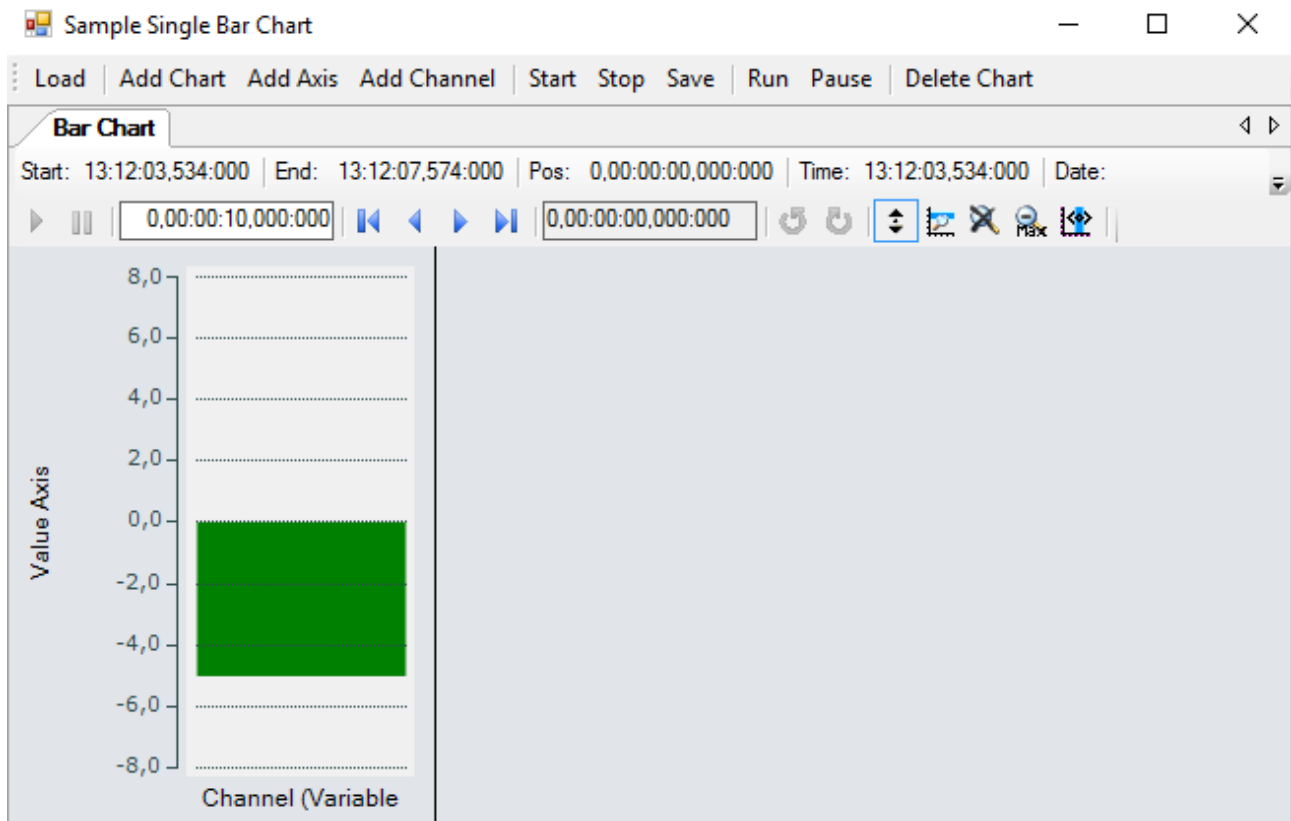 Sample Single Bar Chart
Load Add Chart Add Axis Add Channel Start Stop Save Run Pause Delete Chart
Bar Chart
Start: 13:12:03,534:000 End: 13:12:07,574:000 Pos: 0,00:00:00,000:000 Time: 13:12:03,534:000 Date:
0,00:00:10,000:000 0,00:00:00,000:000 Max
8,0
6,0
4,0
2,0
0,0
-2,0
-4,0
-6,0
-8,0
Value Axis
Channel (Variable